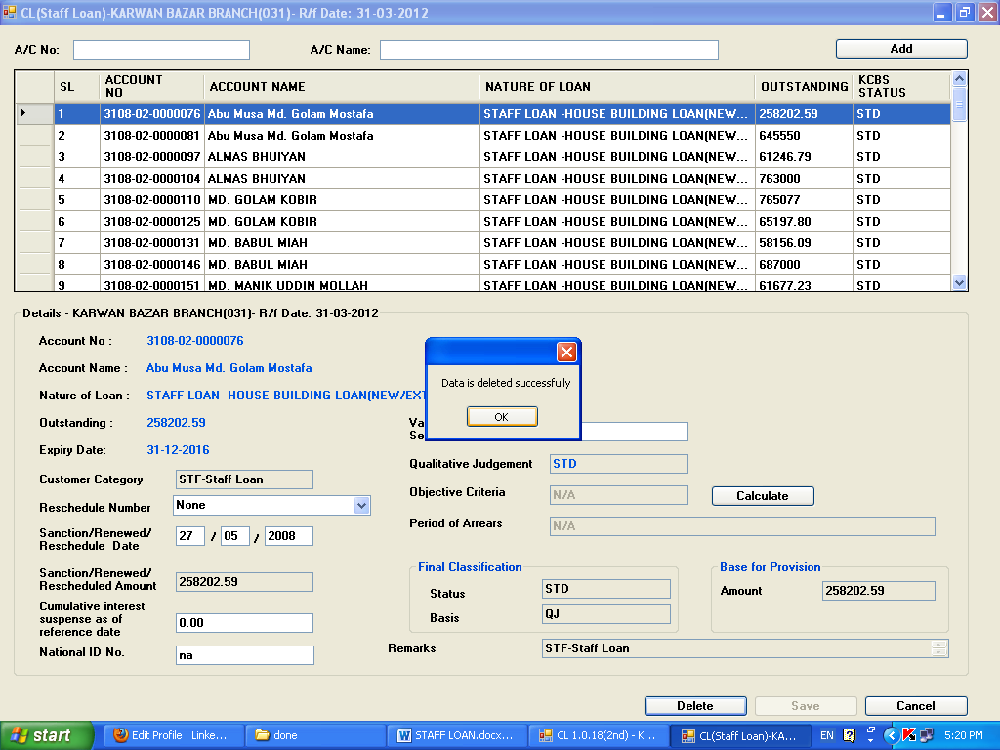 CL(Staff Loan)-KARWAN BAZAR BRANCH(031)- R/f Date: 31-03-2012
A/C No: A/C Name: Add
SL ACCOUNT NO ACCOUNT NAME NATURE OF LOAN OUTSTANDING KCBS STATUS
1 3108-02-0000076 Abu Musa Md. Golam Mostafa STAFF LOAN -HOUSE BUILDING LOAN(NEW... 258202.59 STD
2 3108-02-0000081 Abu Musa Md. Golam Mostafa STAFF LOAN -HOUSE BUILDING LOAN(NEW... 645550 STD
3 3108-02-0000097 ALMAS BHUIYAN STAFF LOAN -HOUSE BUILDING LOAN(NEW... 61246.79 STD
4 3108-02-0000104 ALMAS BHUIYAN STAFF LOAN -HOUSE BUILDING LOAN(NEW... 763000 STD
5 3108-02-0000110 MD. GOLAM KOBIR STAFF LOAN -HOUSE BUILDING LOAN(NEW... 765077 STD
6 3108-02-0000125 MD. GOLAM KOBIR STAFF LOAN -HOUSE BUILDING LOAN(NEW... 65197.80 STD
7 3108-02-0000131 MD. BABUL MIAH STAFF LOAN -HOUSE BUILDING LOAN(NEW... 58156.09 STD
8 3108-02-0000146 MD. BABUL MIAH STAFF LOAN -HOUSE BUILDING LOAN(NEW... 687000 STD
9 3108-02-0000151 MD. MANIK UDDIN MOLLAH STAFF LOAN -HOUSE BUILDING LOAN(NEW... 61677.23 STD
Details - KARWAN BAZAR BRANCH(031)- R/f Date: 31-03-2012
Account No : 3108-02-0000076
Account Name : Abu Musa Md. Golam Mostafa
Nature of Loan : STAFF LOAN -HOUSE BUILDING LOAN(NEW/EXT
Outstanding : 258202.59
Expiry Date: 31-12-2016
Customer Category STF-Staff Loan
Reschedule Number None
Sanction/Renewed/
Reschedule Date 27 / 05 / 2008
Sanction/Renewed/
Rescheduled Amount 258202.59
Cumulative interest
suspense as of
reference date 0.00
National ID No. na
Data is deleted successfully
OK
Va
Se
Qualitative Judgement STD
Objective Criteria N/A Calculate
Period of Arrears N/A
Final Classification
Status STD
Basis QJ
Base for Provision
Amount 258202.59
Remarks STF-Staff Loan
Delete Save Cancel
start Edit Profile | Linke... done STAFF LOAN.docx... CL 1.0.18(2nd) - K... CL(Staff Loan)-KA... EN 5:20 PM